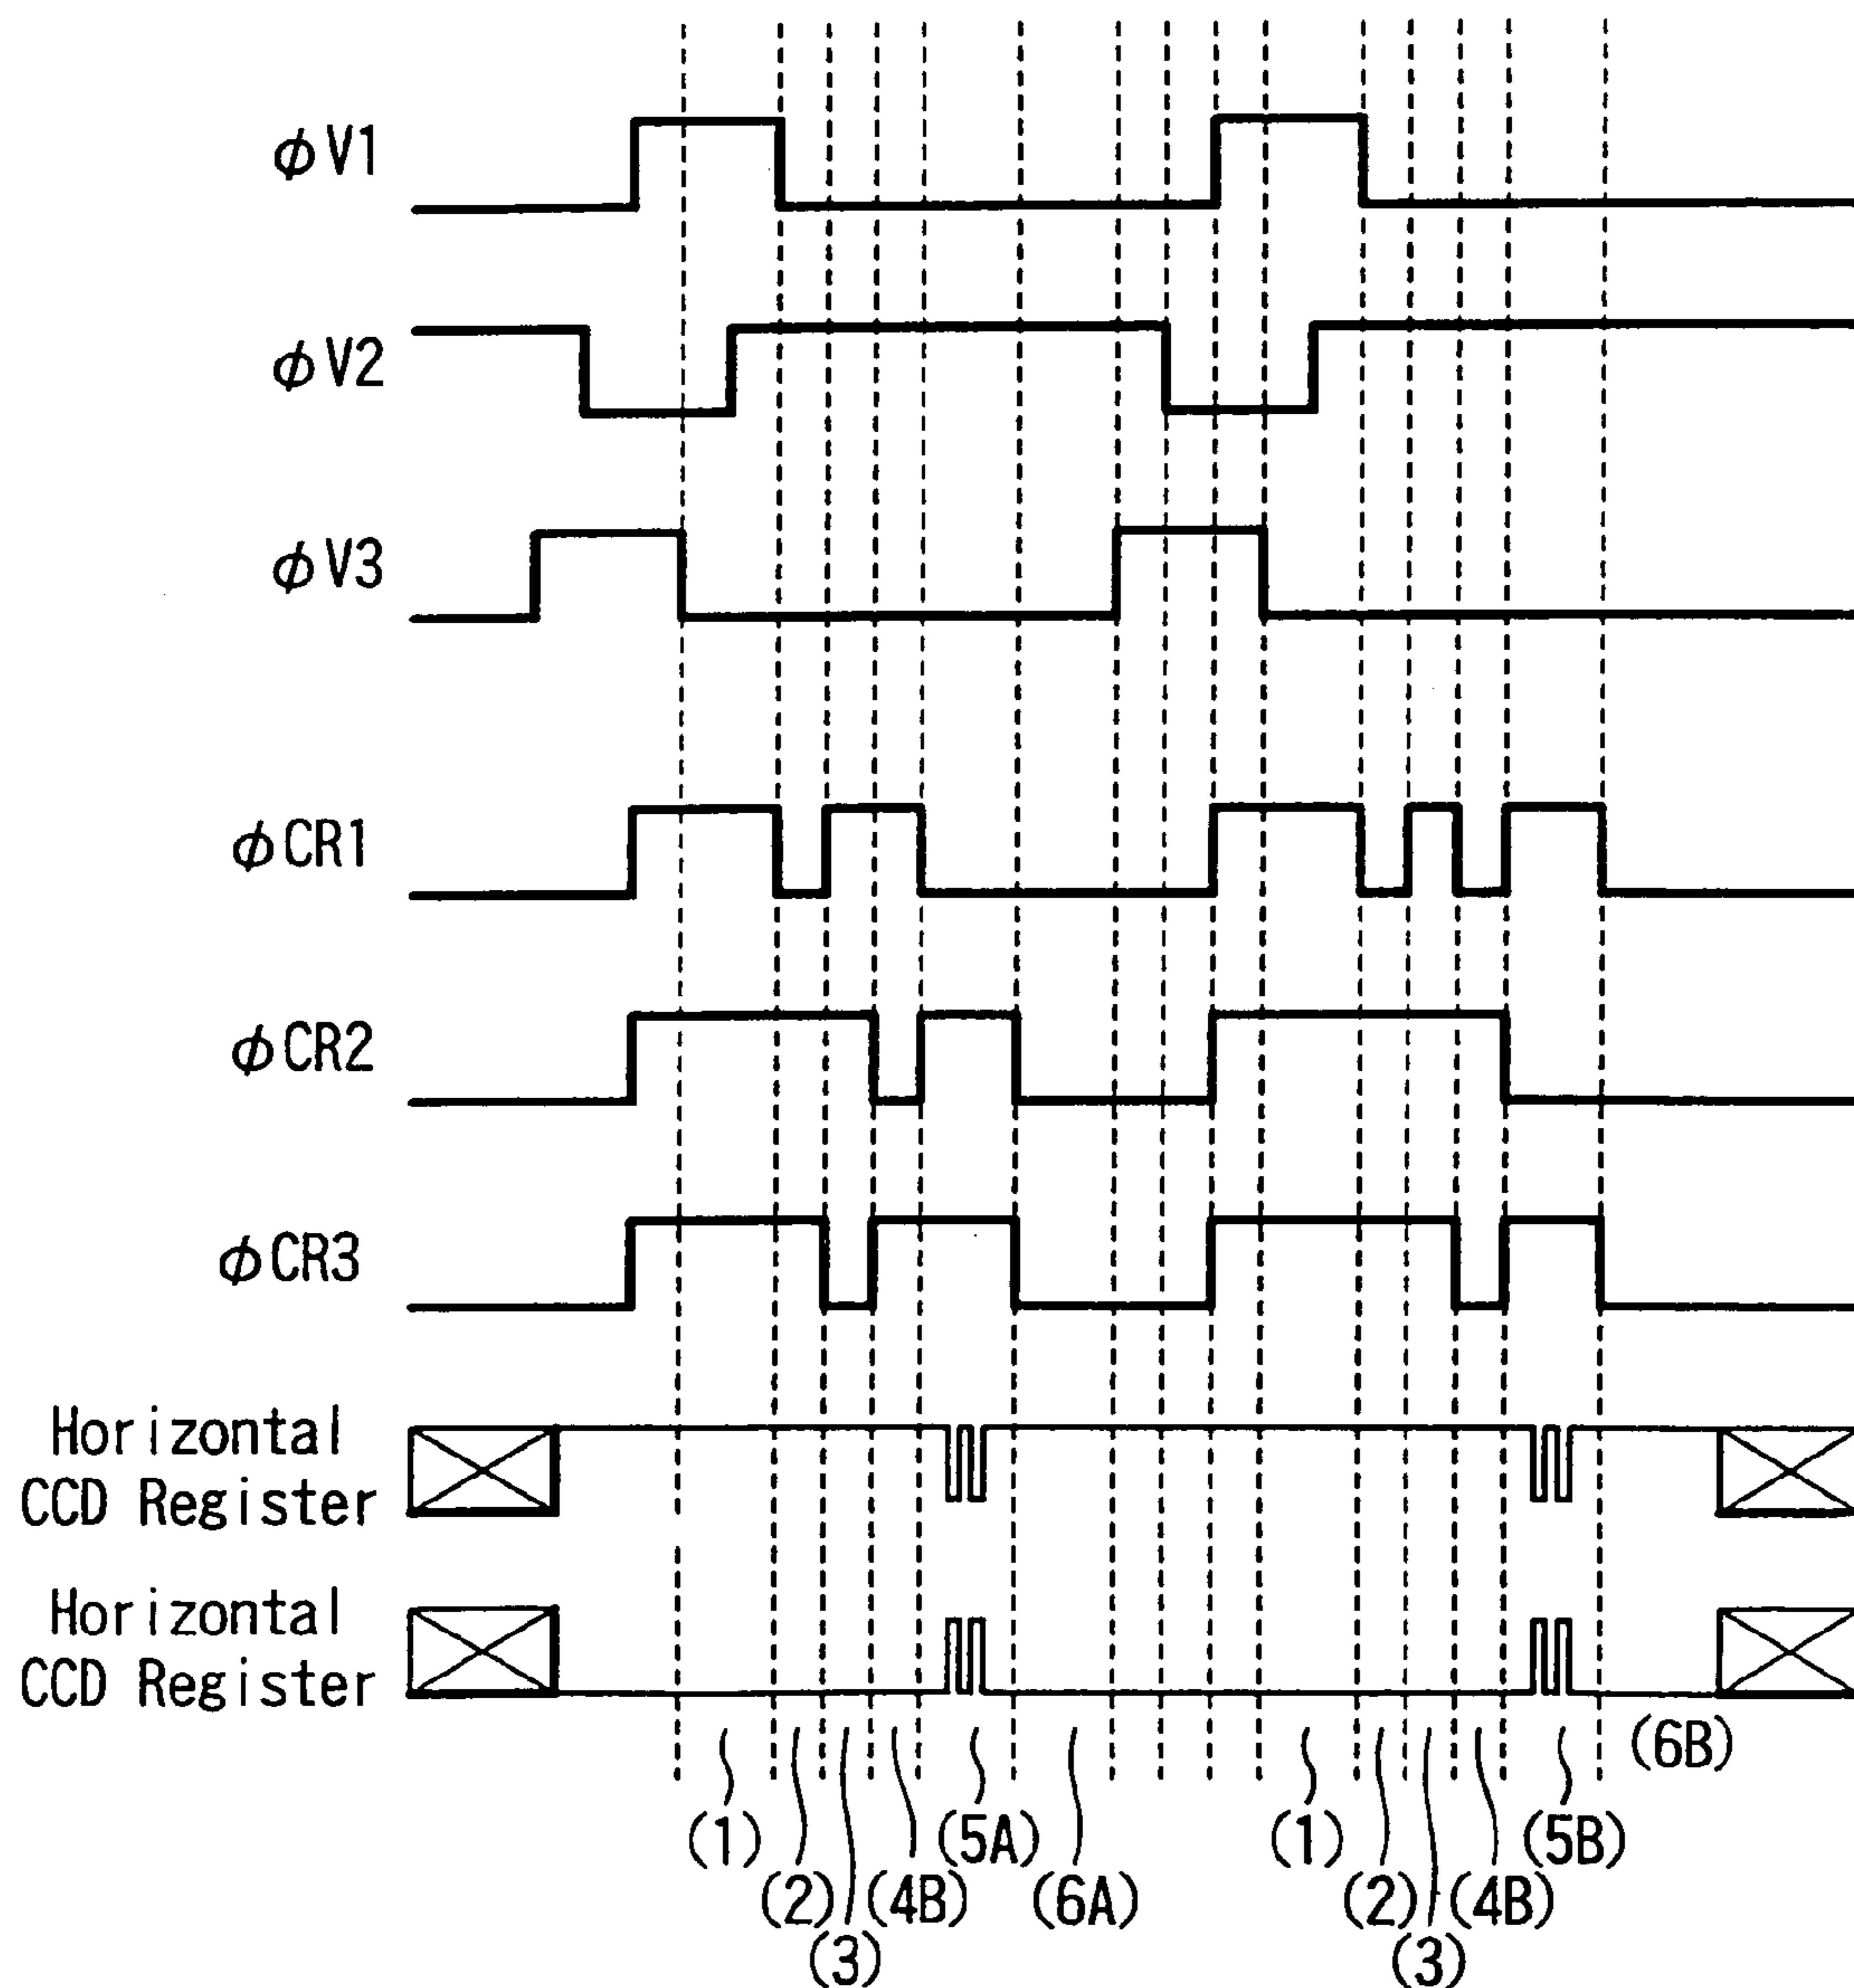 ϕV1
ϕV2
ϕV3
ϕCR1
ϕCR2
ϕCR3
Horizontal
CCD Register
Horizontal
CCD Register
(6B)
(1) (5A) (1) (5B)
(2) (4B) (6A) (2) (4B)
(3) (3)